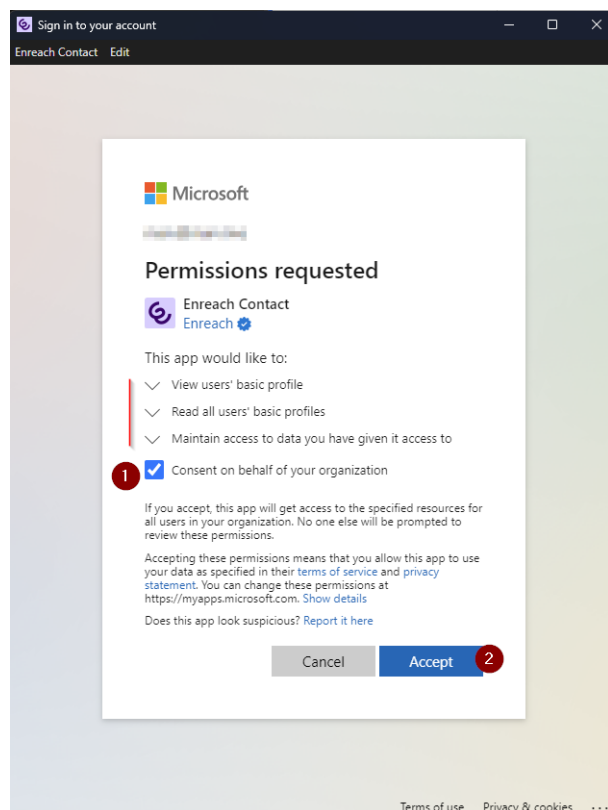 Sign in to your account
Enreach Contact Edit
Microsoft
Permissions requested
Enreach Contact
Enreach
This app would like to:
View users' basic profile
Read all users' basic profiles
Maintain access to data you have given it access to
1
Consent on behalf of your organization
If you accept, this app will get access to the specified resources for
all users in your organization. No one else will be prompted to
review these permissions.
Accepting these permissions means that you allow this app to use
your data as specified in their terms of service and privacy
statement. You can change these permissions at
https://myapps.microsoft.com. Show details
Does this app look suspicious? Report it here
Cancel Accept 2
Terms of use Privacy & cookies ...